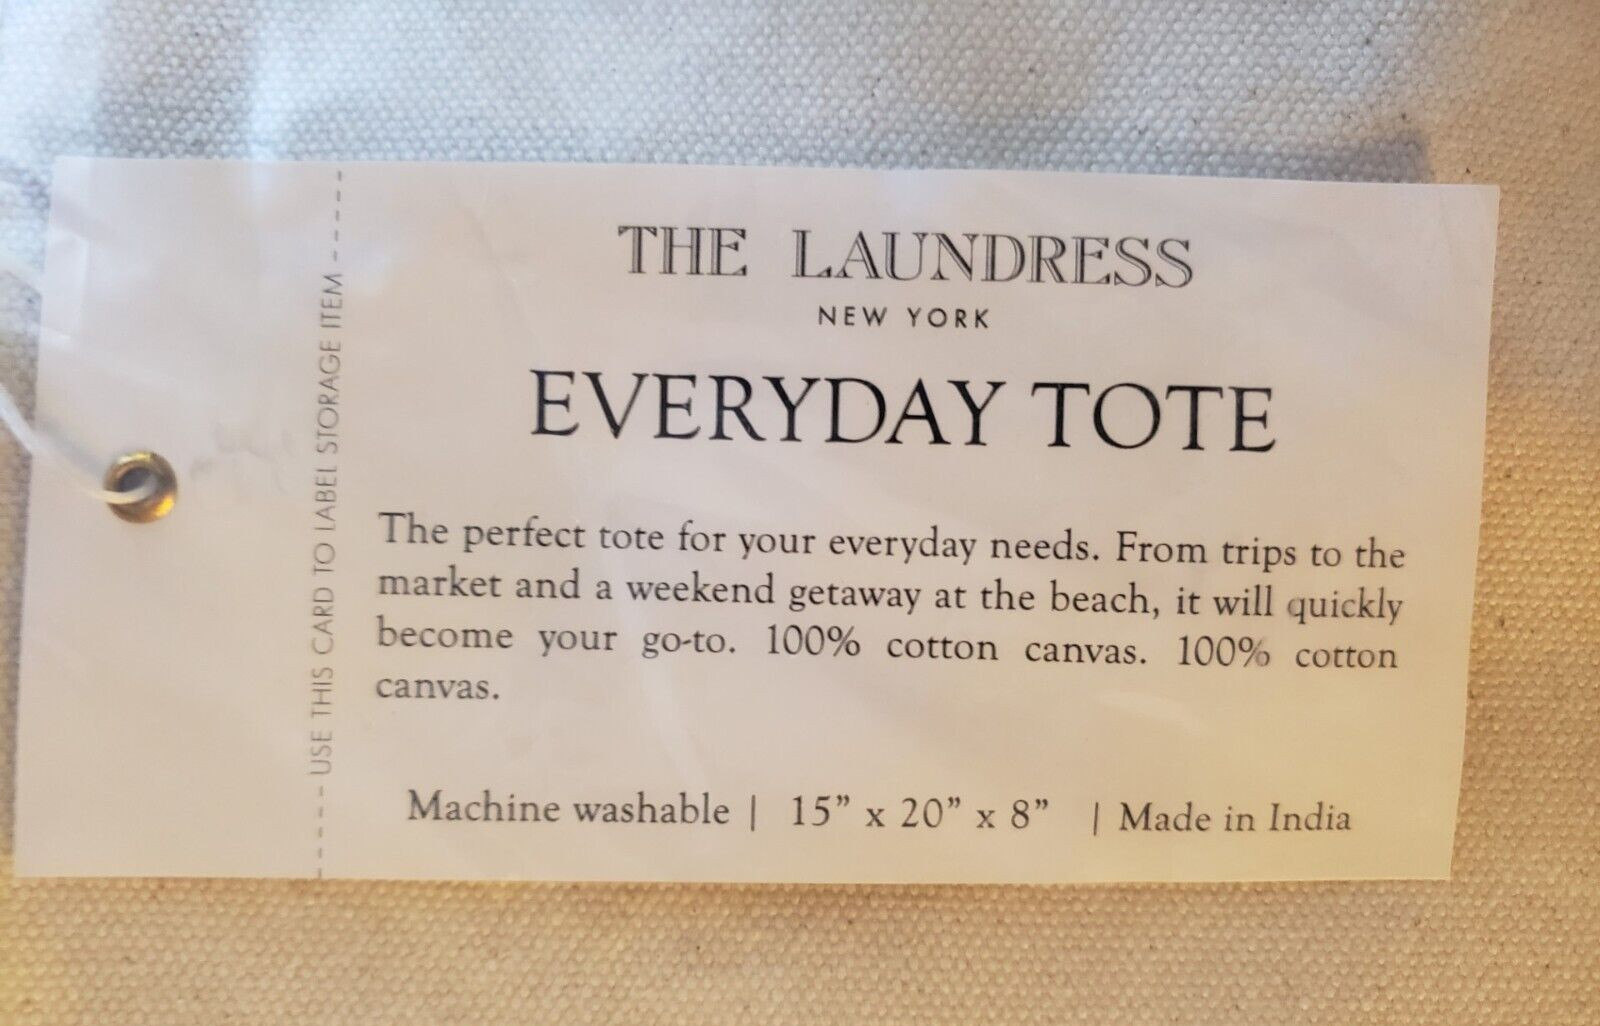 THE LAUNDRESS
NEW YORK
EVERYDAY TOTE
The perfect tote for your everyday needs. From trips to the
market and a weekend getaway at the beach, it will quickly
become your go-to. 100% cotton canvas. 100% cotton
canvas.
Machine washable | 15” x 20” x 8” | Made in India
USE THIS CARD TO LABEL STORAGE ITEM